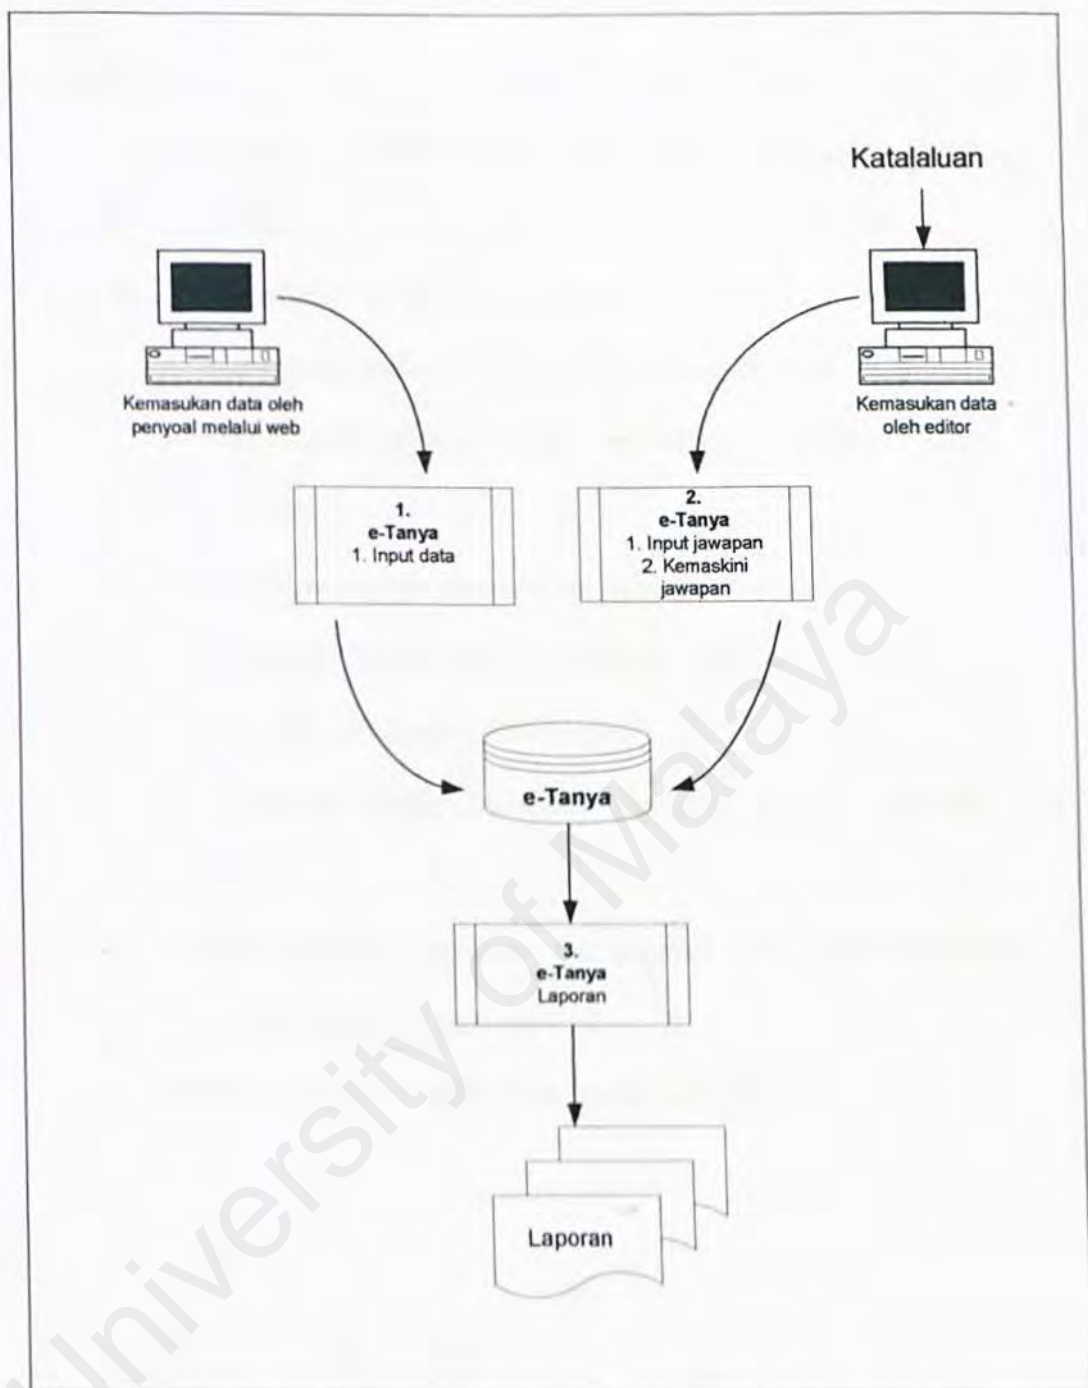 Katalaluan
Kemasukan data oleh
penyoal melalui web
Kemasukan data
oleh editor
1.
e-Tanya
1. Input data
2.
e-Tanya
1. Input jawapan
2. Kemaskini
jawapan
e-Tanya
3.
e-Tanya
Laporan
Laporan
University of Malaya